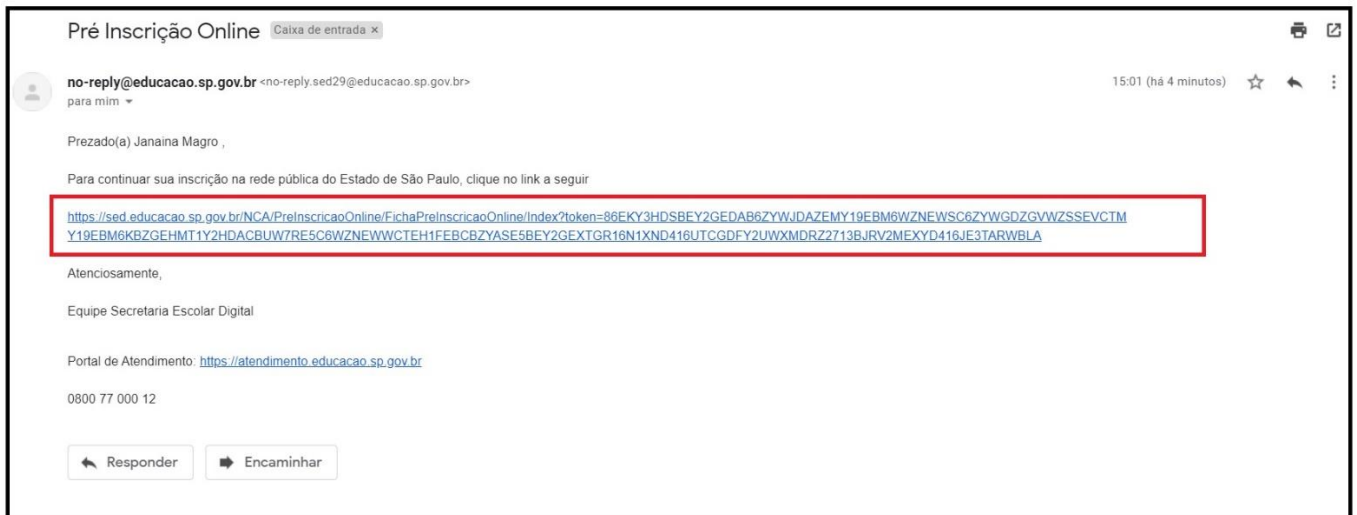 Pré Inscrição Online Caixa de entrada ×
no-reply@educacao.sp.gov.br <no-reply.sed29@educacao.sp.gov.br> 15:01 (há 4 minutos)
para mim
Prezado(a) Janaina Magro ,
Para continuar sua inscrição na rede pública do Estado de São Paulo, clique no link a seguir
https://sed.educacao.sp.gov.br/NCA/PreInscricaoOnline/FichaPreInscricaoOnline/Index?token=86EKY3HDSBEY2GEDAB6ZYWJDAZEMY19EBM6WZNEWSC6ZYWGDZGVWZSSEVCTM
Y19EBM6KBZGEHMT1Y2HDACBUW7RE5C6WZNEWWCTEH1FEBCBZYASE5BEY2GEXTGR16N1XND416UTCGDFY2UWXMDRZ2713BJRV2MEXYD416JE3TARWBLA
Atenciosamente,
Equipe Secretaria Escolar Digital
Portal de Atendimento: https://atendimento.educacao.sp.gov.br
0800 77 000 12
Responder Encaminhar